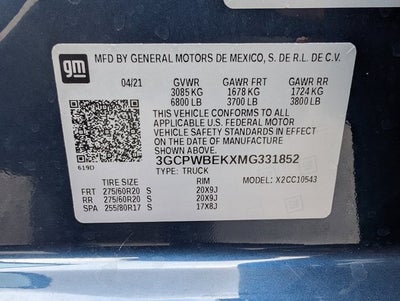 gm MFD BY GENERAL MOTORS DE MEXICO, S. DE R.L. DE C.V.
04/21 GVWR GAWR FRT GAWR RR
3085 KG 1678 KG 1724 KG
6800 LB 3700 LB 3800 LB
THIS VEHICLE CONFORMS TO ALL
APPLICABLE U.S. FEDERAL MOTOR
VEHICLE SAFETY STANDARDS IN EFFECT
ON THE DATE OF MANUFACTURE
SHOWN ABOVE.
3GCPWBEKXMG331852
619D TYPE: TRUCK
TIRE SIZE RIM MODEL: X2CC10543
FRT 275/60R20 S 20X9J
RR 275/60R20 S 20X9J
SPA 255/80R17 S 17X8J